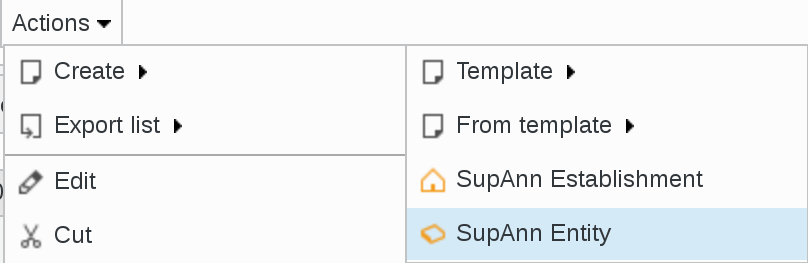 Actions
Create
Export list
Edit
Cut
Template
From template
SupAnn Establishment
SupAnn Entity